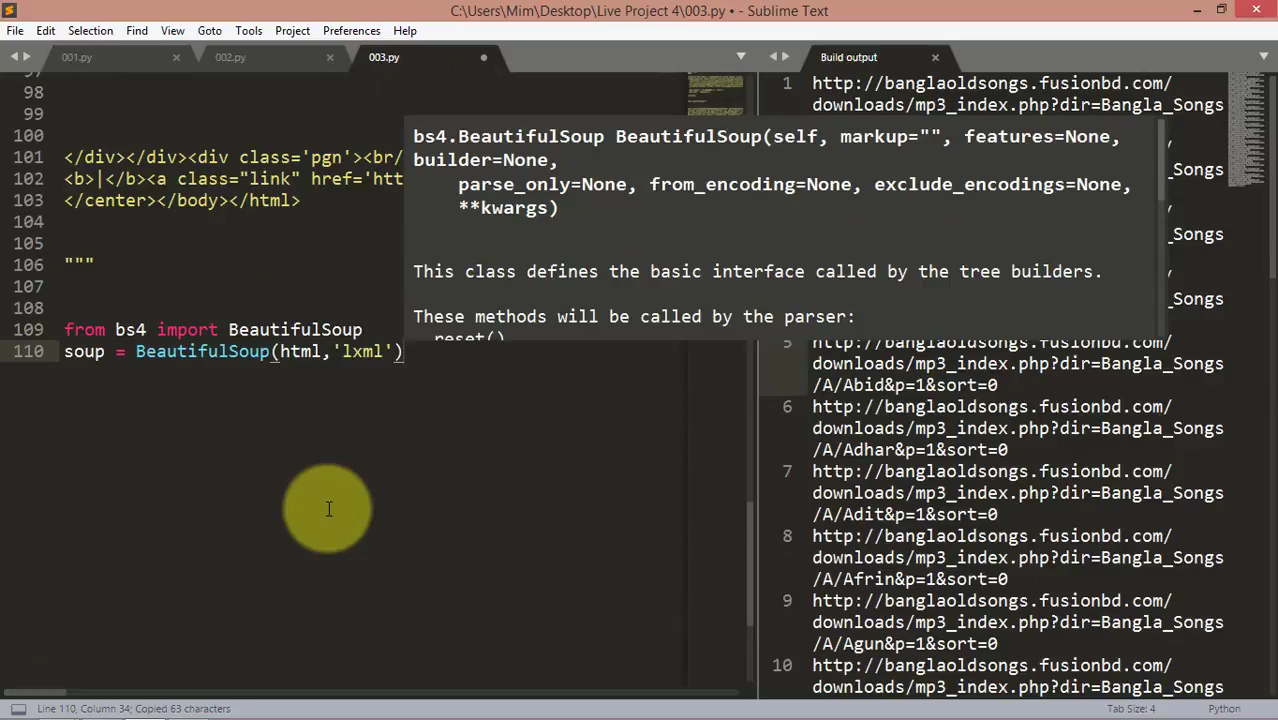 C:\Users\Mim\Desktop\Live Project 4\003.py • - Sublime Text
File Edit Selection Find View Goto Tools Project Preferences Help
001.py 002.py 003.py
98
99
100
101 </div></div><div class='pgn'><br/
102 <b>|</b><a class="link" href='htt
103 </center></body></html>
104
105
106 """
107
108
109 from bs4 import BeautifulSoup
110 soup = BeautifulSoup(html,'lxml')
bs4.BeautifulSoup BeautifulSoup(self, markup="", features=None,
builder=None,
parse_only=None, from_encoding=None, exclude_encodings=None,
**kwargs)
This class defines the basic interface called by the tree builders.
These methods will be called by the parser:
reset()
Build output
1 http://banglaoldsongs.fusionbd.com/
downloads/mp3_index.php?dir=Bangla_Songs
_Songs
_Songs
_Songs
5 http://banglaoldsongs.fusionbd.com/
downloads/mp3_index.php?dir=Bangla_Songs
/A/Abid&p=1&sort=0
6 http://banglaoldsongs.fusionbd.com/
downloads/mp3_index.php?dir=Bangla_Songs
/A/Adhar&p=1&sort=0
7 http://banglaoldsongs.fusionbd.com/
downloads/mp3_index.php?dir=Bangla_Songs
/A/Adit&p=1&sort=0
8 http://banglaoldsongs.fusionbd.com/
downloads/mp3_index.php?dir=Bangla_Songs
/A/Afrin&p=1&sort=0
9 http://banglaoldsongs.fusionbd.com/
downloads/mp3_index.php?dir=Bangla_Songs
/A/Agun&p=1&sort=0
10 http://banglaoldsongs.fusionbd.com/
downloads/mp3_index.php?dir=Bangla_Songs
Line 110, Column 34; Copied 63 characters
Tab Size: 4 Python